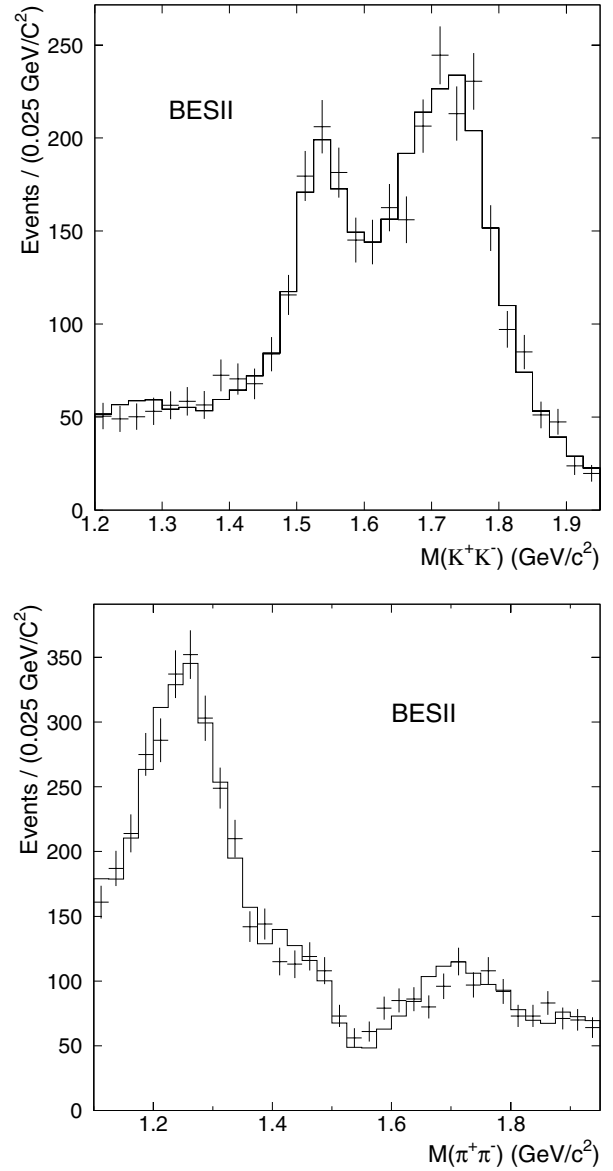 Events / (0.025 GeV/C²)
250
200
150
100
50
0
BESII
1.2 1.3 1.4 1.5 1.6 1.7 1.8 1.9
M(K⁺K⁻) (GeV/c²)
Events / (0.025 GeV/C²)
350
300
250
200
150
100
50
0
BESII
1.2 1.4 1.6 1.8
M(π⁺π⁻) (GeV/c²)